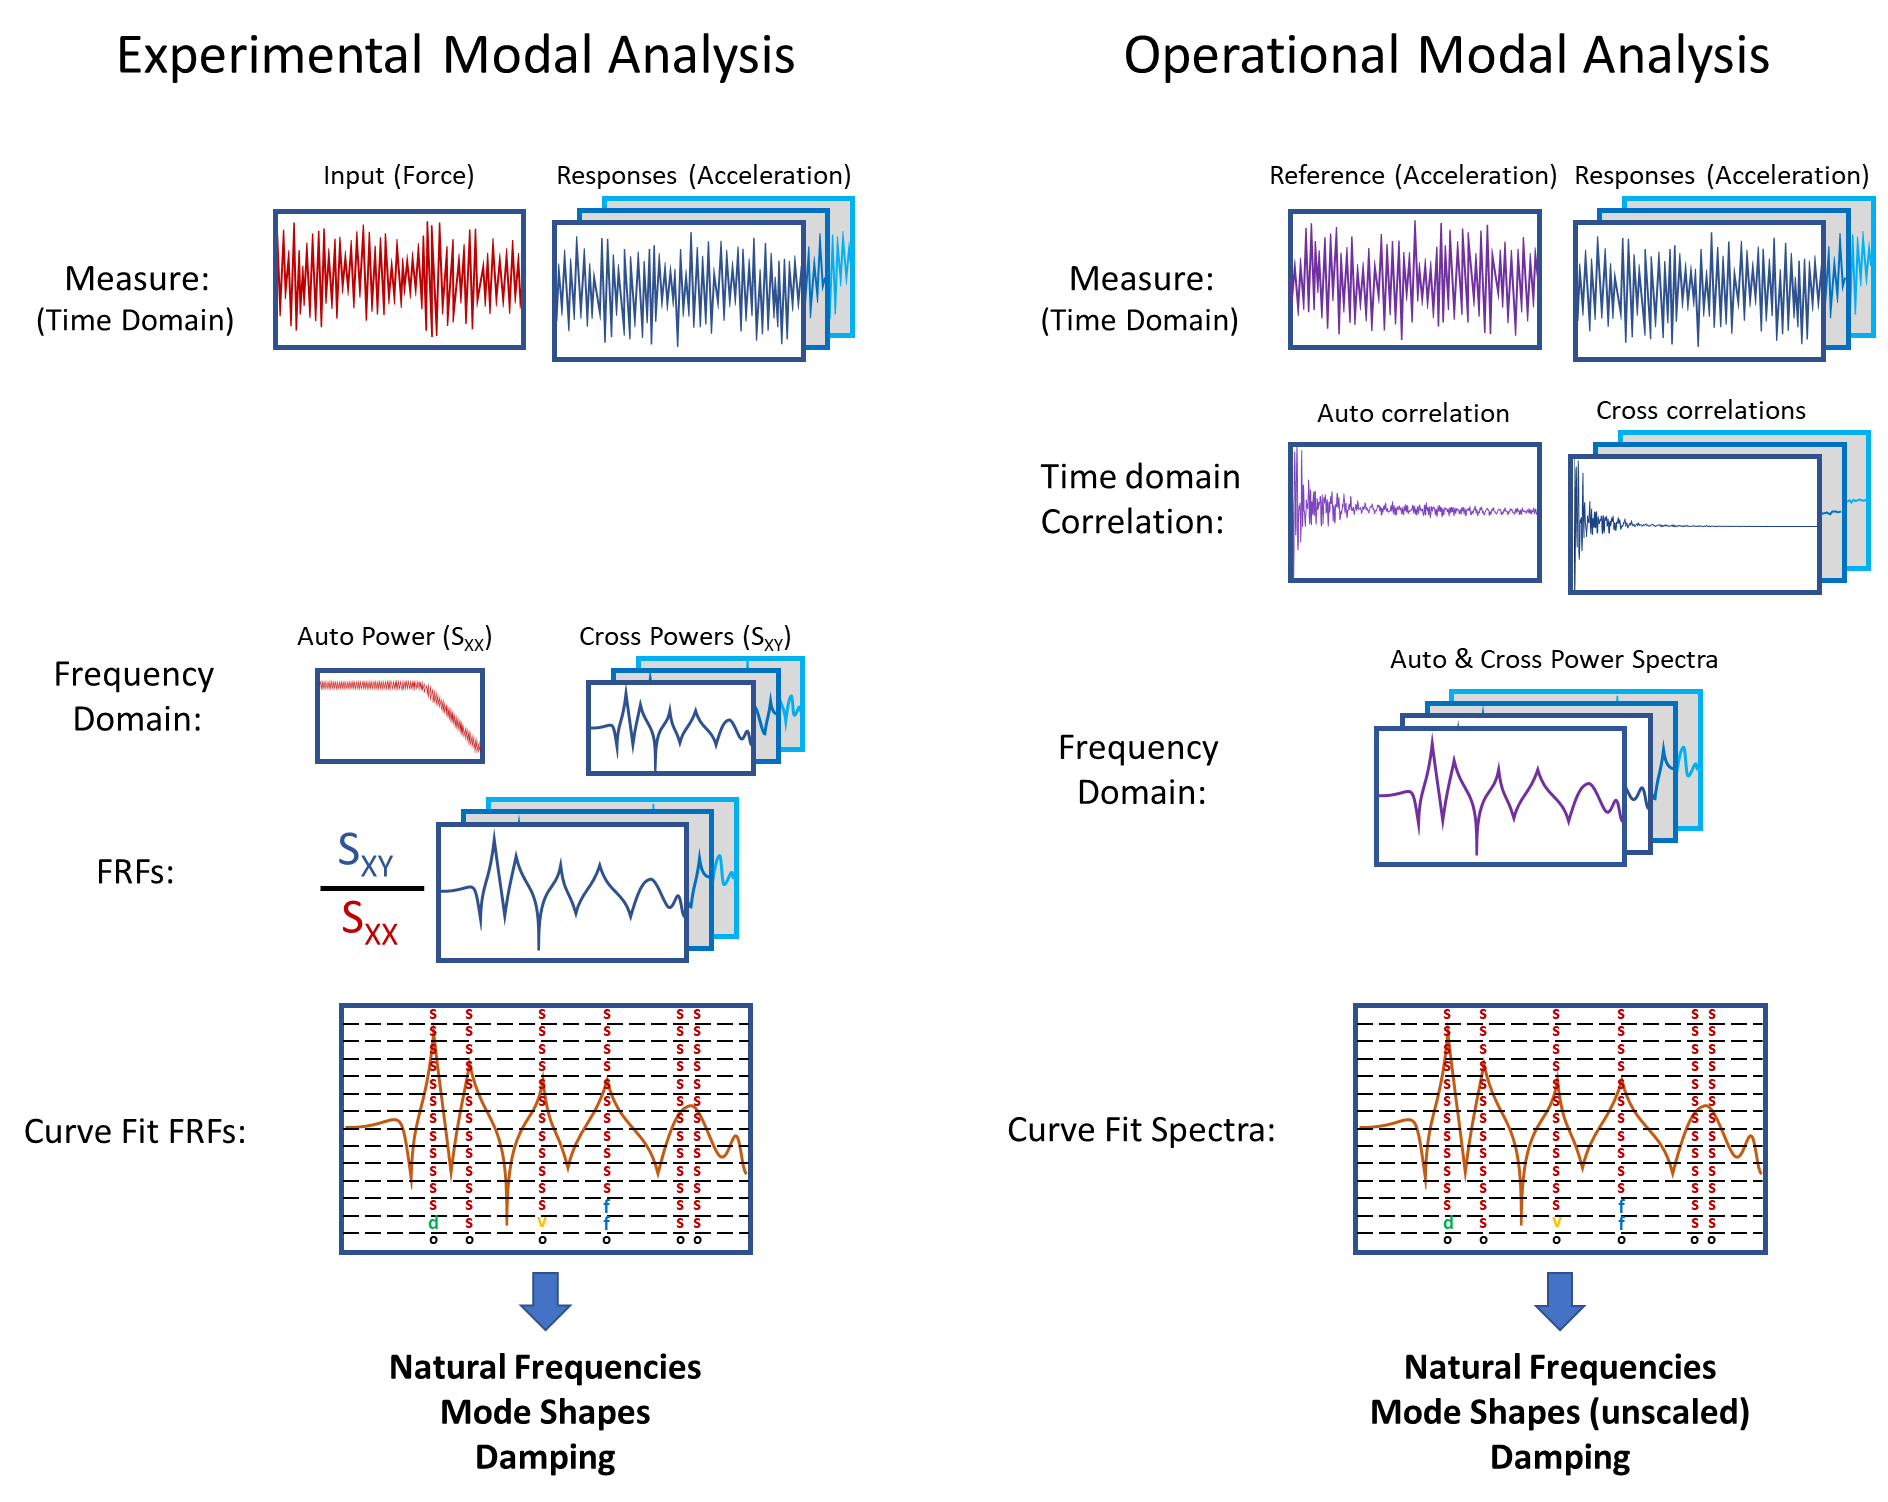 Experimental Modal Analysis
Input (Force)
Responses (Acceleration)
Measure:
(Time Domain)
Auto Power (SXX)
Cross Powers (SXY)
Frequency
Domain:
FRFs:
SXY
SXX
Curve Fit FRFs:
s s s s s s
s s s s s s
s s s s s s
s s s s s s
s s s s s s
s s s s s s
s s s s s s
s s s s s s
s s s s s s
s s s s s s
s s s s s s
s s s f s s
d s v f s s
o o o o o o
Natural Frequencies
Mode Shapes
Damping
Operational Modal Analysis
Reference (Acceleration)
Responses (Acceleration)
Measure:
(Time Domain)
Auto correlation
Cross correlations
Time domain
Correlation:
Auto & Cross Power Spectra
Frequency
Domain:
Curve Fit Spectra:
s s s s s s
s s s s s s
s s s s s s
s s s s s s
s s s s s s
s s s s s s
s s s s s s
s s s s s s
s s s s s s
s s s s s s
s s s s s s
s s s f s s
d s v f s s
o o o o o o
Natural Frequencies
Mode Shapes (unscaled)
Damping